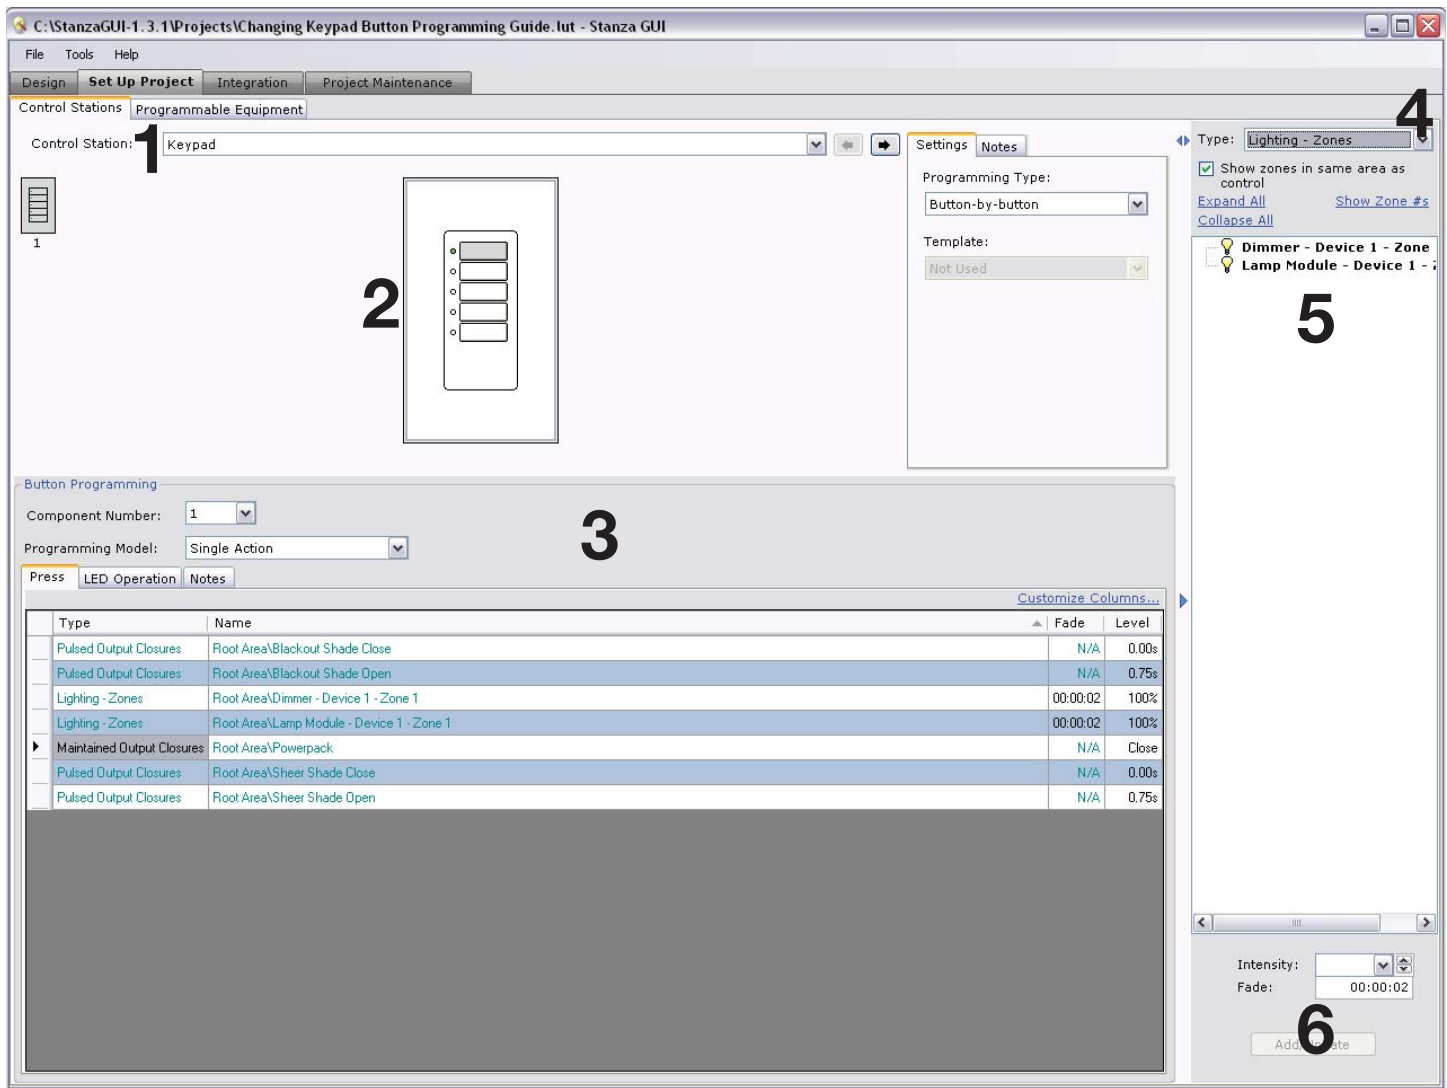 C:\StanzaGUI-1.3.1\Projects\Changing Keypad Button Programming Guide.lut - Stanza GUI
File Tools Help
Design Set Up Project Integration Project Maintenance
Control Stations Programmable Equipment
4
Control Station: 1 Keypad
Settings Notes
Type: Lighting - Zones
Show zones in same area as
control
Expand All Show Zone #s
Collapse All
Programming Type:
Button-by-button
Template:
Not Used
1
2
Dimmer - Device 1 - Zone
Lamp Module - Device 1 -
5
Button Programming
Component Number: 1
3
Programming Model: Single Action
Press LED Operation Notes
Customize Columns...
Type Name Fade Level
Pulsed Output Closures Root Area\Blackout Shade Close N/A 0.00s
Pulsed Output Closures Root Area\Blackout Shade Open N/A 0.75s
Lighting - Zones Root Area\Dimmer - Device 1 - Zone 1 00:00:02 100%
Lighting - Zones Root Area\Lamp Module - Device 1 - Zone 1 00:00:02 100%
Maintained Output Closures Root Area\Powerpack N/A Close
Pulsed Output Closures Root Area\Sheer Shade Close N/A 0.00s
Pulsed Output Closures Root Area\Sheer Shade Open N/A 0.75s
Intensity:
Fade: 00:00:02
6